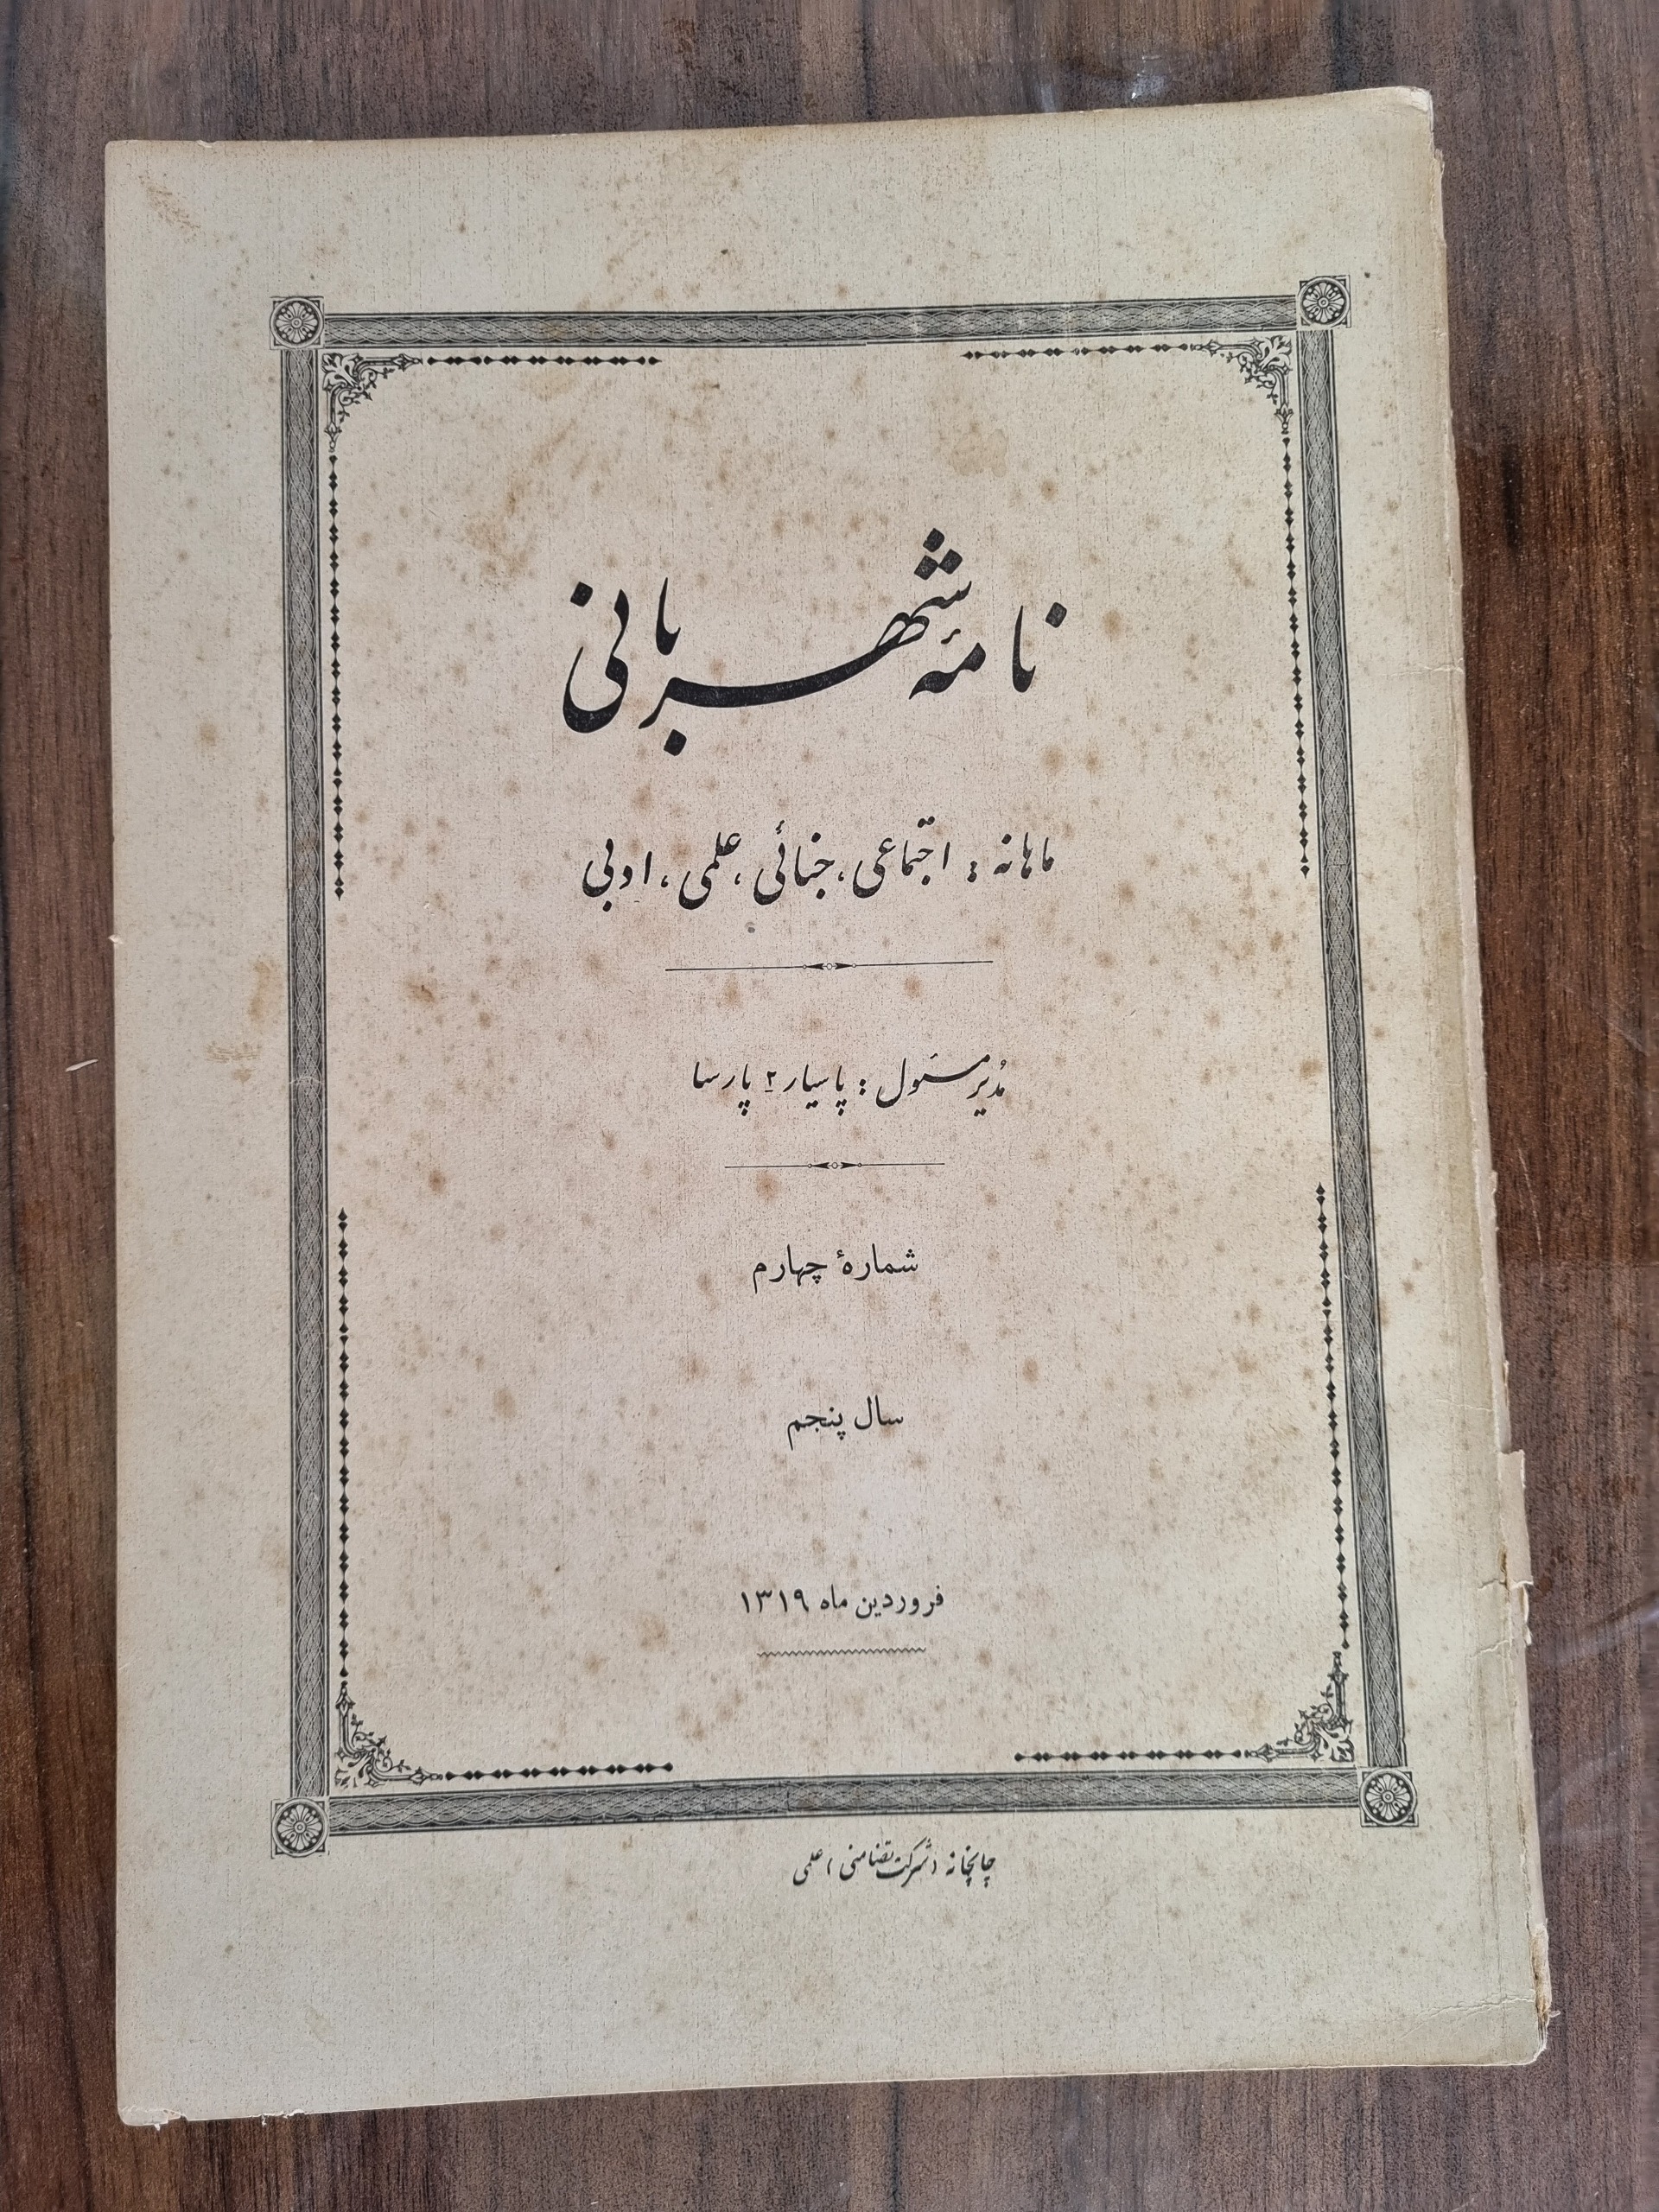 نامهٔ شهربانی
ماهانه : اجتماعی، جنائی، علمی، ادبی
مُدیر مسئول : پاسیار ۲ پارسا
شمارهٔ چهارم
سال پنجم
فروردین ماه ۱۳۱۹
چاپخانه (شرکت تضامنی) علمی